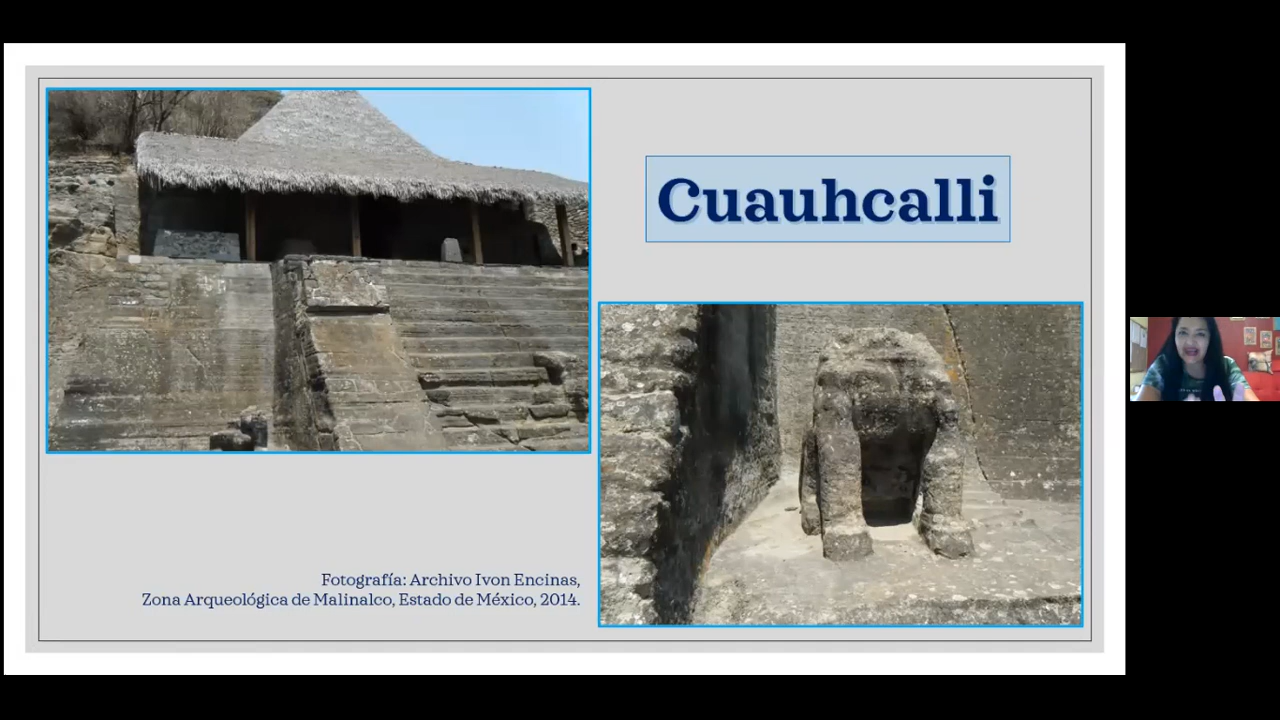 Cuauhcalli
Fotografía: Archivo Ivon Encinas,
Zona Arqueológica de Malinalco, Estado de México, 2014.